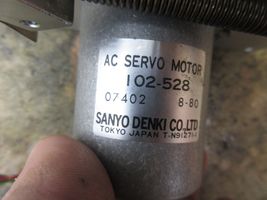 AC SERVO MOTOR
102-528
07402 8-80
SANYO DENKI CO.,LTD
TOKYO JAPAN